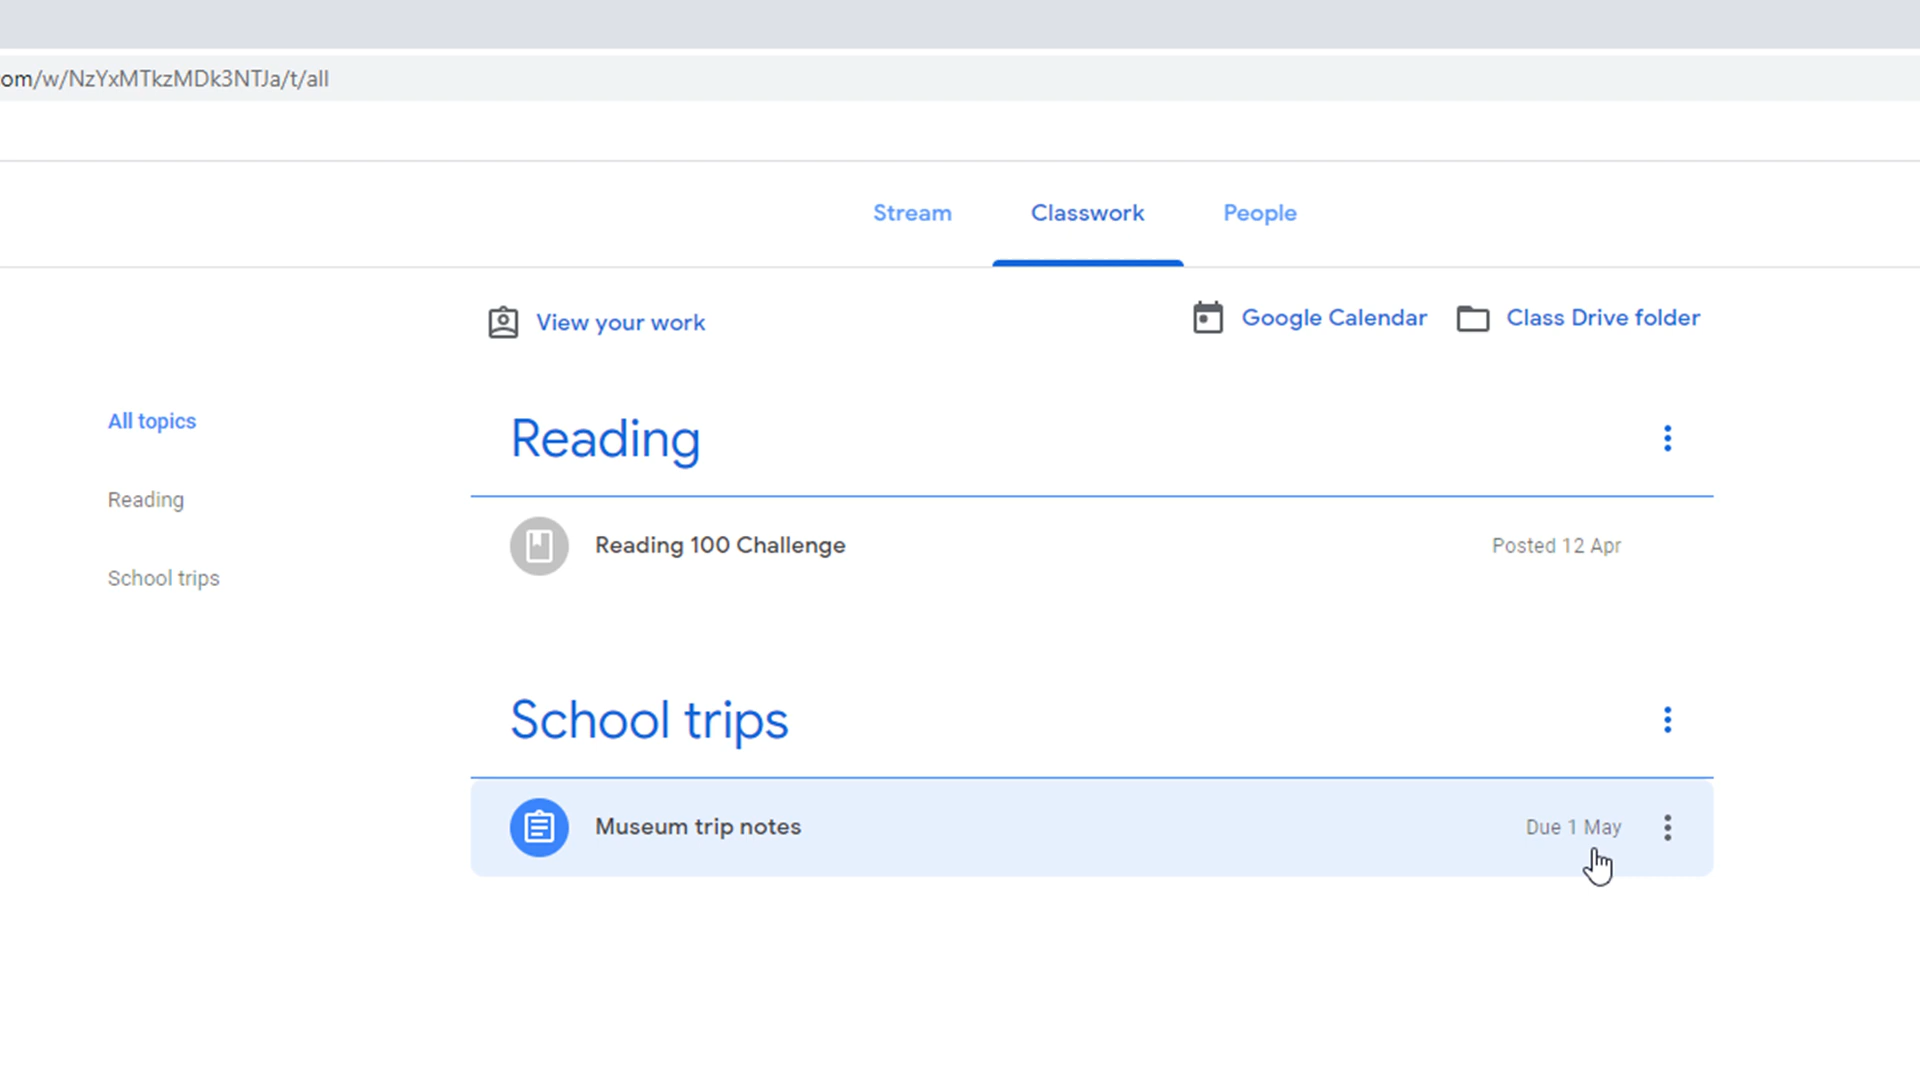 om/w/NzYxMTkzMDk3NTJa/t/all
Stream Classwork People
View your work Google Calendar Class Drive folder
All topics
Reading
School trips
Reading
Reading 100 Challenge Posted 12 Apr
School trips
Museum trip notes Due 1 May